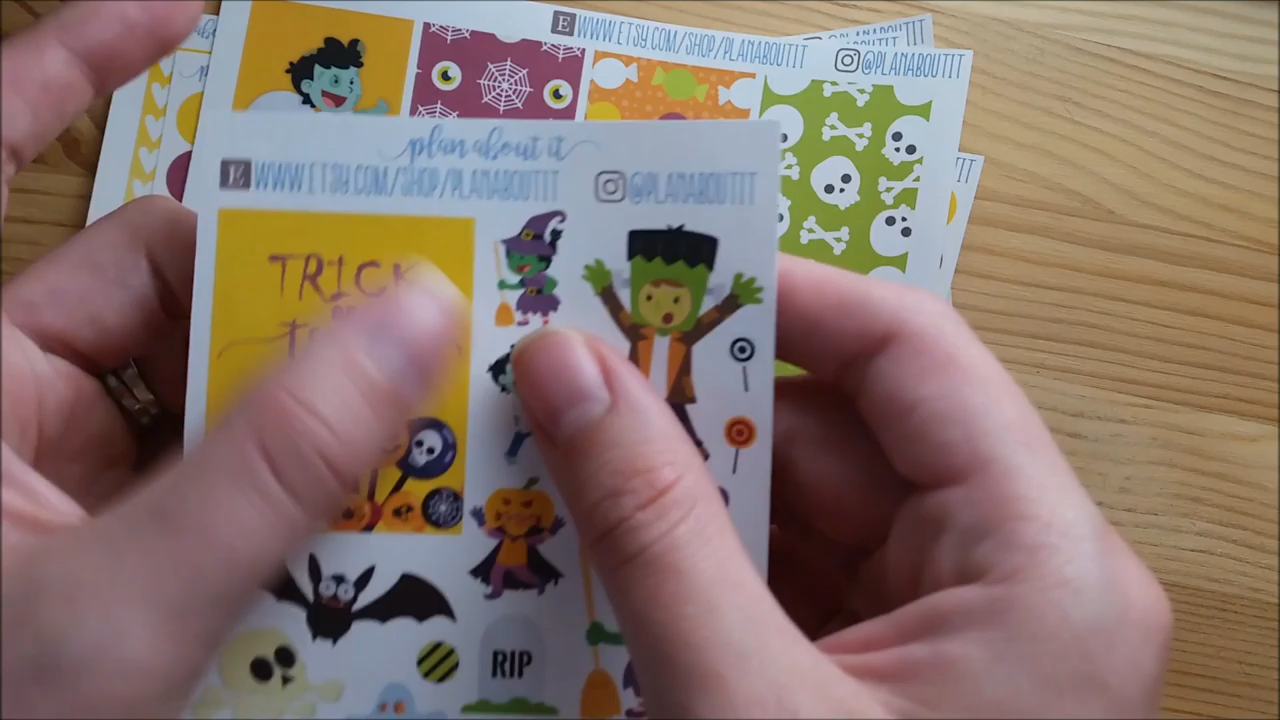 WWW.ETSY.COM/SHOP/PLANABOUTIT
@PLANABOUTIT
plan about it
WWW.ETSY.COM/SHOP/PLANABOUTIT
@PLANABOUTIT
TRICK
RIP